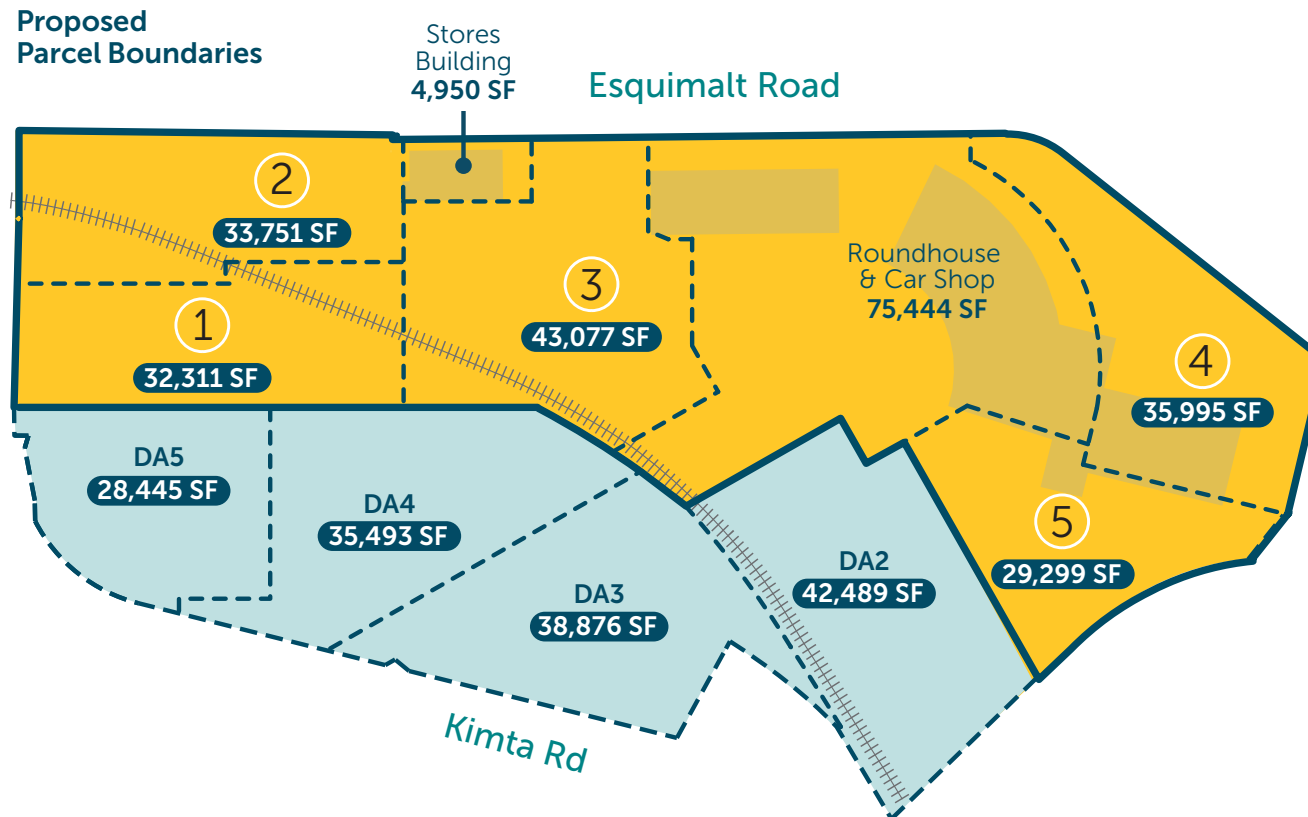 Proposed
Parcel Boundaries
Stores
Building
4,950 SF
Esquimalt Road
2
33,751 SF
3
43,077 SF
Roundhouse
& Car Shop
75,444 SF
1
32,311 SF
4
35,995 SF
DA5
28,445 SF
DA4
35,493 SF
5
29,299 SF
DA2
42,489 SF
DA3
38,876 SF
Kimta Rd